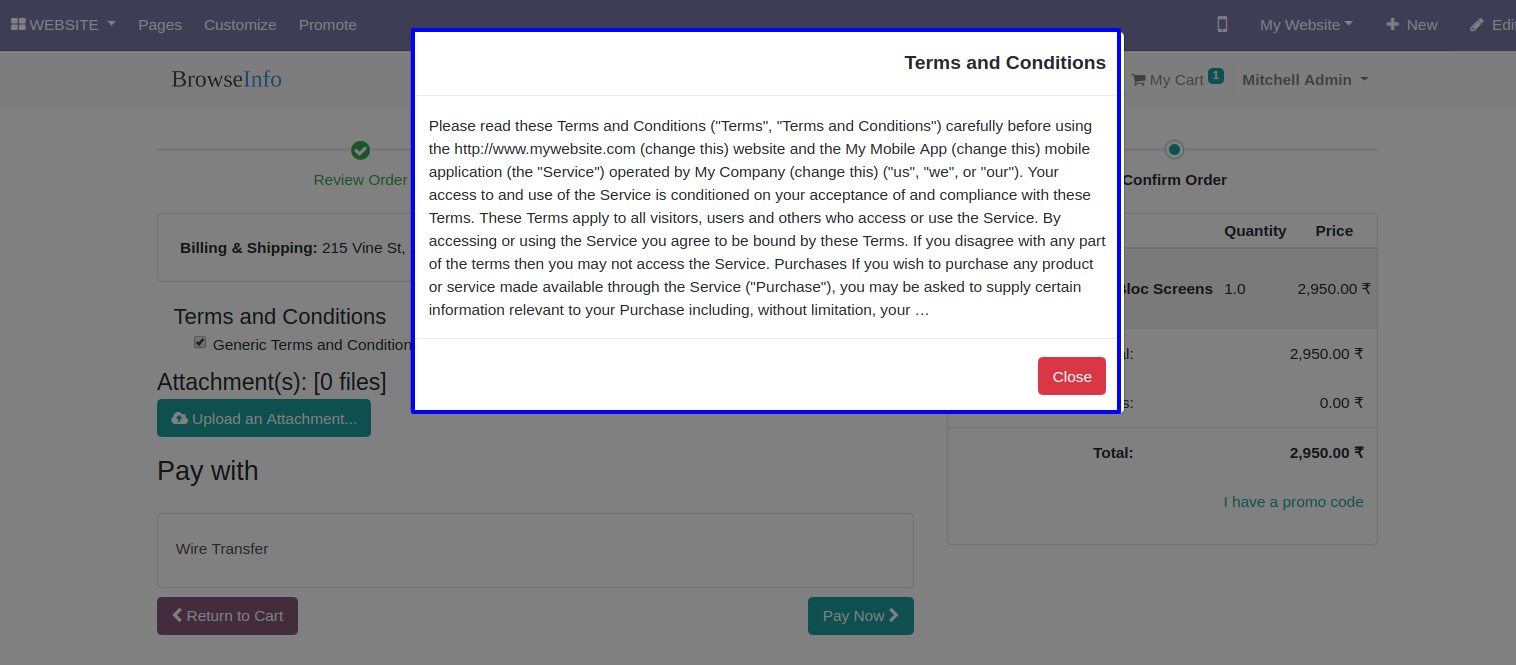 WEBSITE Pages Customize Promote My Website New Edi
BrowseInfo My Cart 1 Mitchell Admin
Terms and Conditions
Please read these Terms and Conditions ("Terms", "Terms and Conditions") carefully before using
the http://www.mywebsite.com (change this) website and the My Mobile App (change this) mobile
application (the "Service") operated by My Company (change this) ("us", "we", or "our"). Your
access to and use of the Service is conditioned on your acceptance of and compliance with these
Terms. These Terms apply to all visitors, users and others who access or use the Service. By
accessing or using the Service you agree to be bound by these Terms. If you disagree with any part
of the terms then you may not access the Service. Purchases If you wish to purchase any product
or service made available through the Service ("Purchase"), you may be asked to supply certain
information relevant to your Purchase including, without limitation, your …
Close
Review Order
Confirm Order
Billing & Shipping: 215 Vine St,
Terms and Conditions
Generic Terms and Condition
Attachment(s): [0 files]
Upload an Attachment...
Pay with
Wire Transfer
Return to Cart
Pay Now
Quantity Price
loc Screens 1.0 2,950.00 ₹
l: 2,950.00 ₹
s: 0.00 ₹
Total: 2,950.00 ₹
I have a promo code